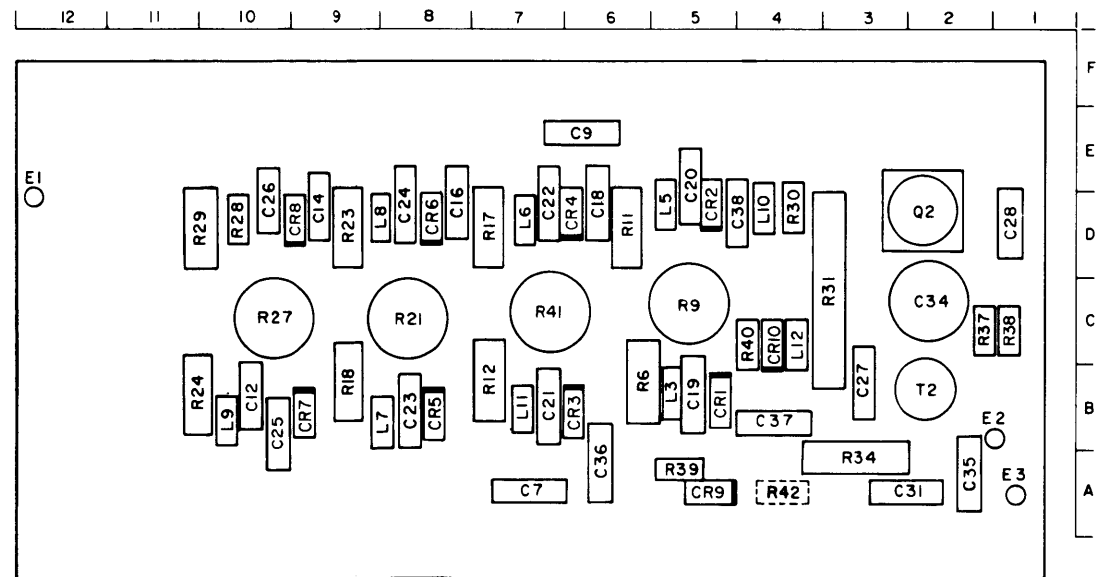 12 11 10 9 8 7 6 5 4 3 2 1
F
C9
E
E1
R29 R28 C26 CR8 C14 R23 L8 C24 CR6 C16 R17 L6 C22 CR4 C18 R11 L5 C20 CR2 C38 L10 R30 Q2 C28
D
R27 R21 R41 R9 R31 C34
R40 CR10 L12 R37 R38
C
R24 L9 C12 C25 CR7 R18 L7 C23 CR5 R12 L11 C21 CR3 R6 L3 C19 CR1 C27 T2
B
C37
E2
C36 R34 C35
R39 E3
C7 CR9 R42 C31
A